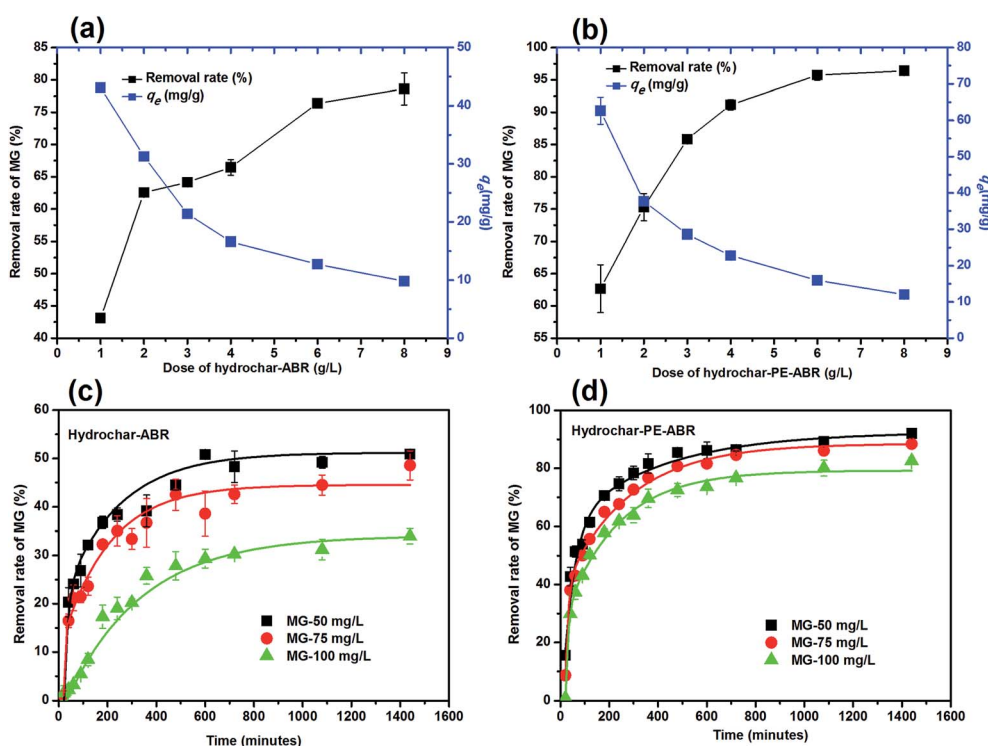 (a)
85
80
75
70
65
60
55
50
45
40
Removal rate of MG (%)
Removal rate (%)
qe (mg/g)
50
40
30
20
10
0
qe(mg/g)
0 1 2 3 4 5 6 7 8 9
Dose of hydrochar-ABR (g/L)
(b)
100
95
90
85
80
75
70
65
60
55
Removal rate of MG (%)
Removal rate (%)
qe (mg/g)
80
70
60
50
40
30
20
10
0
qe(mg/g)
0 1 2 3 4 5 6 7 8 9
Dose of hydrochar-PE-ABR (g/L)
(c)
60
50
40
30
20
10
0
Removal rate of MG (%)
Hydrochar-ABR
MG-50 mg/L
MG-75 mg/L
MG-100 mg/L
0 200 400 600 800 1000 1200 1400 1600
Time (minutes)
(d)
100
80
60
40
20
0
Removal rate of MG (%)
Hydrochar-PE-ABR
MG-50 mg/L
MG-75 mg/L
MG-100 mg/L
0 200 400 600 800 1000 1200 1400 1600
Time (minutes)